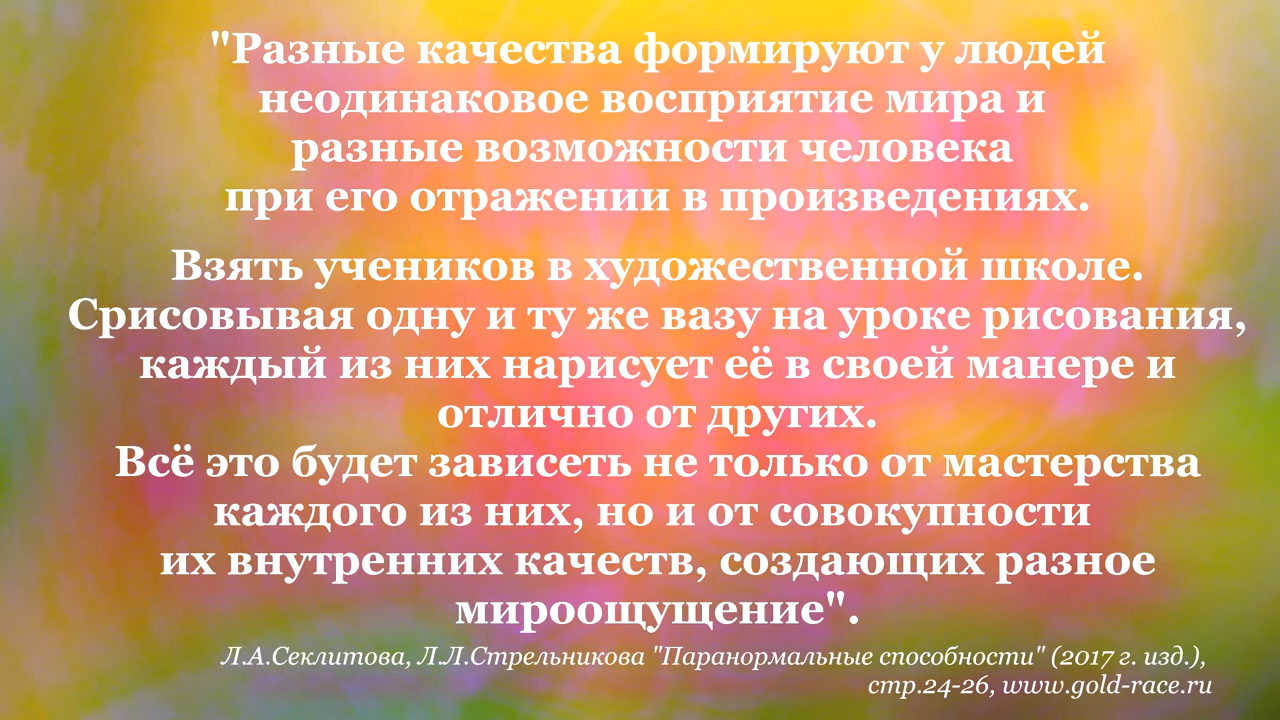 "Разные качества формируют у людей
неодинаковое восприятие мира и
разные возможности человека
при его отражении в произведениях.
Взять учеников в художественной школе.
Срисовывая одну и ту же вазу на уроке рисования,
каждый из них нарисует её в своей манере и
отлично от других.
Всё это будет зависеть не только от мастерства
каждого из них, но и от совокупности
их внутренних качеств, создающих разное
мироощущение".
Л.А.Секлитова, Л.Л.Стрельникова "Паранормальные способности" (2017 г. изд.),
стр.24-26, www.gold-race.ru